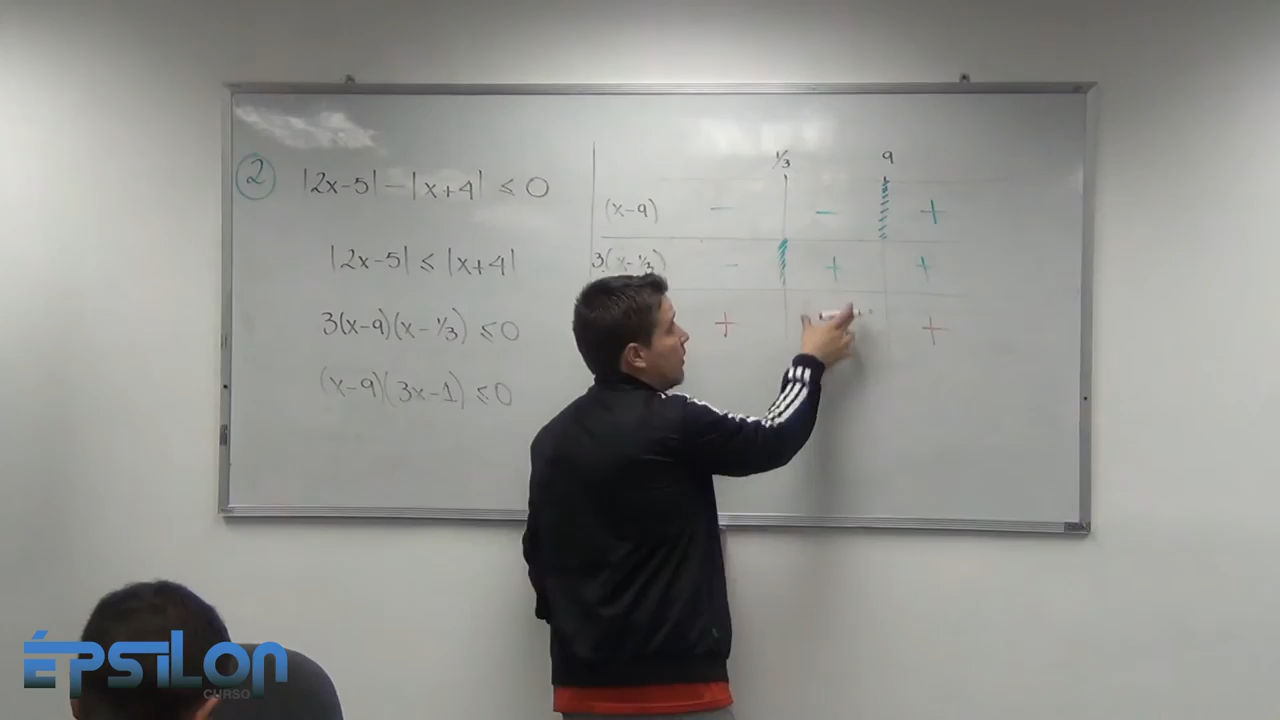 2 |2x-5| - |x+4| ≤ 0
|2x-5| ≤ |x+4|
3(x-9)(x-1/3) ≤0
(x-9)(3x-1) ≤0
1/3 9
(x-9) - - +
3(x-1/3) - + +
+ +
ÉPSILON
CURSO